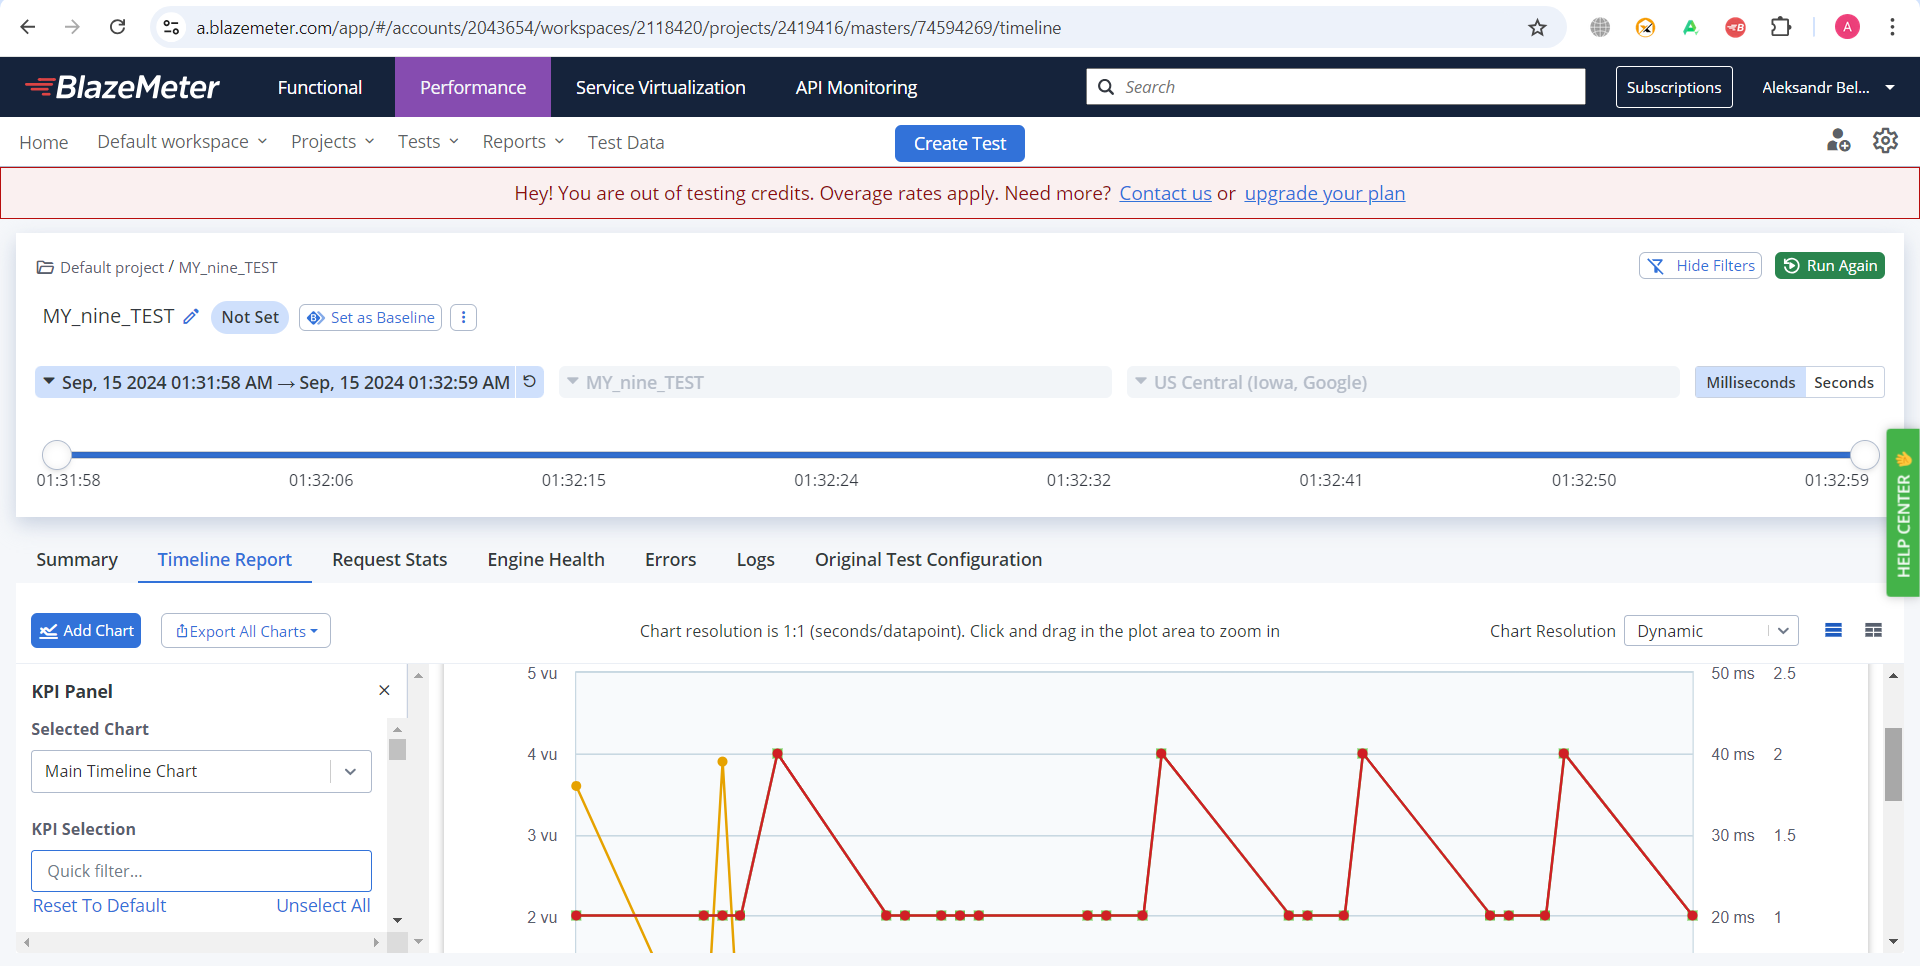 a.blazemeter.com/app/#/accounts/2043654/workspaces/2118420/projects/2419416/masters/74594269/timeline
B
A
BlazeMeter
Functional
Performance
Service Virtualization
API Monitoring
Search
Subscriptions
Aleksandr Bel...
Home
Default workspace
Projects
Tests
Reports
Test Data
Create Test
Hey! You are out of testing credits. Overage rates apply. Need more? Contact us or upgrade your plan
Default project / MY_nine_TEST
Hide Filters
Run Again
MY_nine_TEST
Not Set
Set as Baseline
Sep, 15 2024 01:31:58 AM → Sep, 15 2024 01:32:59 AM
MY_nine_TEST
US Central (Iowa, Google)
Milliseconds
Seconds
01:31:58
01:32:06
01:32:15
01:32:24
01:32:32
01:32:41
01:32:50
01:32:59
HELP CENTER
Summary
Timeline Report
Request Stats
Engine Health
Errors
Logs
Original Test Configuration
Add Chart
Export All Charts
Chart resolution is 1:1 (seconds/datapoint). Click and drag in the plot area to zoom in
Chart Resolution
Dynamic
KPI Panel
Selected Chart
Main Timeline Chart
KPI Selection
Quick filter...
Reset To Default
Unselect All
5 vu
50 ms
2.5
4 vu
40 ms
2
3 vu
30 ms
1.5
2 vu
20 ms
1